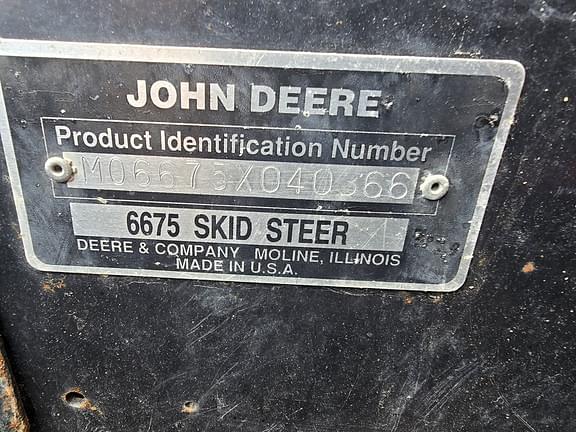 JOHN DEERE
Product Identification Number
M06675X040366
6675 SKID STEER
DEERE & COMPANY MOLINE, ILLINOIS
MADE IN U.S.A.